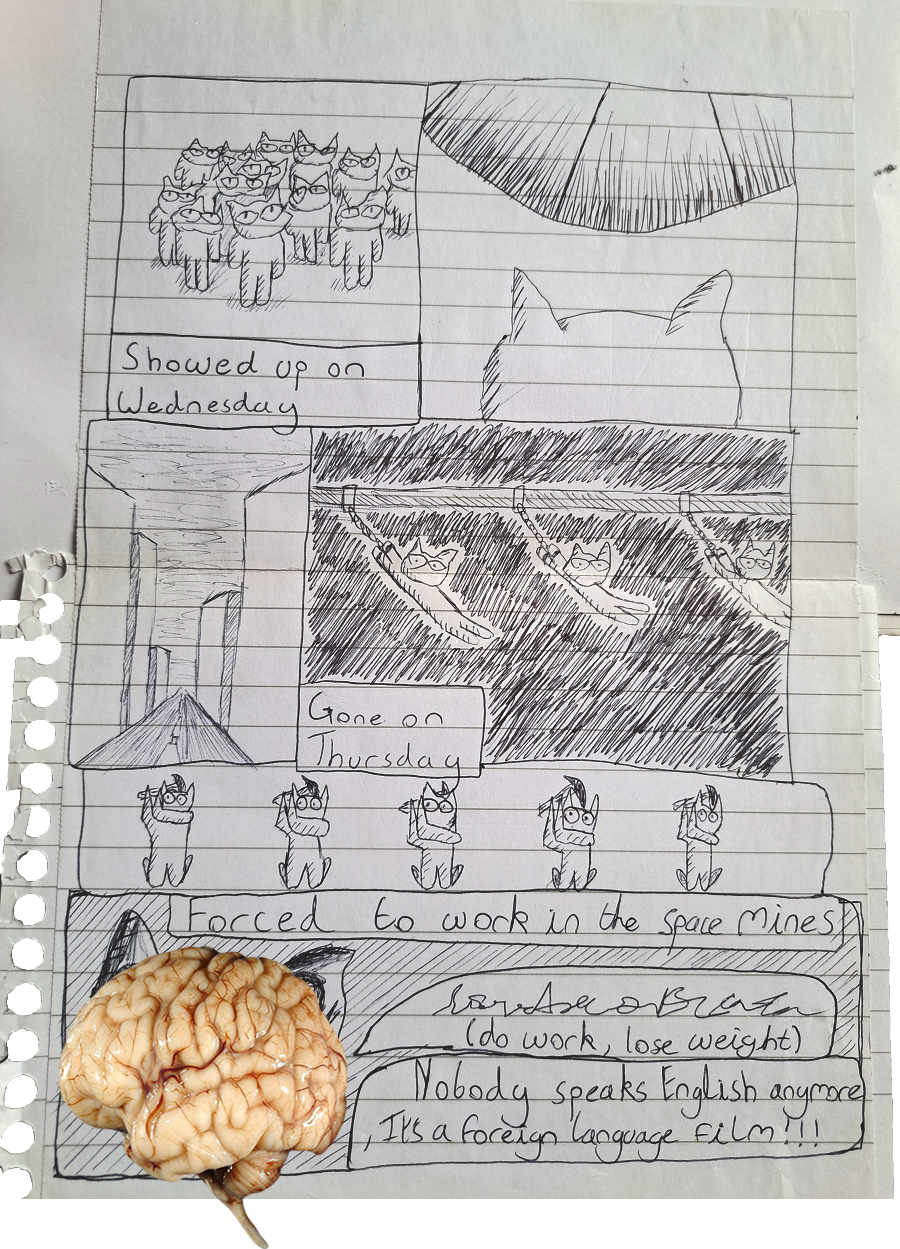 Showed up on
Wednesday
Gone on
Thursday
Forced to work in the space Mines
(do work, lose weight)
Nobody speaks English anymore
, It's a foreign language film!!!